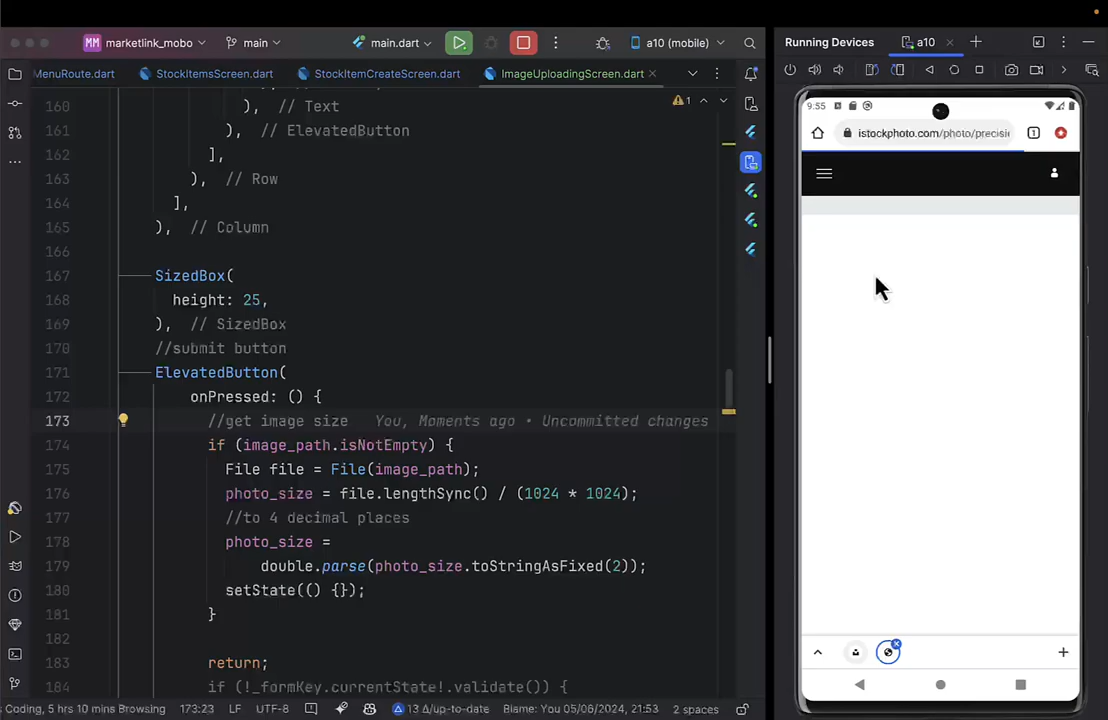 MM marketlink_mobo
main
main.dart
a10 (mobile)
Running Devices
a10
MenuRoute.dart
StockItemsScreen.dart
StockItemCreateScreen.dart
ImageUploadingScreen.dart
1
160 ), // Text
161 ), // ElevatedButton
162 ],
163 ), // Row
164 ],
165 ), // Column
166
167 SizedBox(
168 height: 25,
169 ), // SizedBox
170 //submit button
171 ElevatedButton(
172 onPressed: () {
173 //get image size You, Moments ago • Uncommitted changes
174 if (image_path.isNotEmpty) {
175 File file = File(image_path);
176 photo_size = file.lengthSync() / (1024 * 1024);
177 //to 4 decimal places
178 photo_size =
179 double.parse(photo_size.toStringAsFixed(2));
180 setState(() {});
181 }
182
183 return;
184 if (!_formKey.currentState!.validate()) {
9:55
istockphoto.com/photo/precisi
1
Coding, 5 hrs 10 mins Browsing
173:23
LF
UTF-8
13 ∆/up-to-date
Blame: You 05/06/2024, 21:53
2 spaces